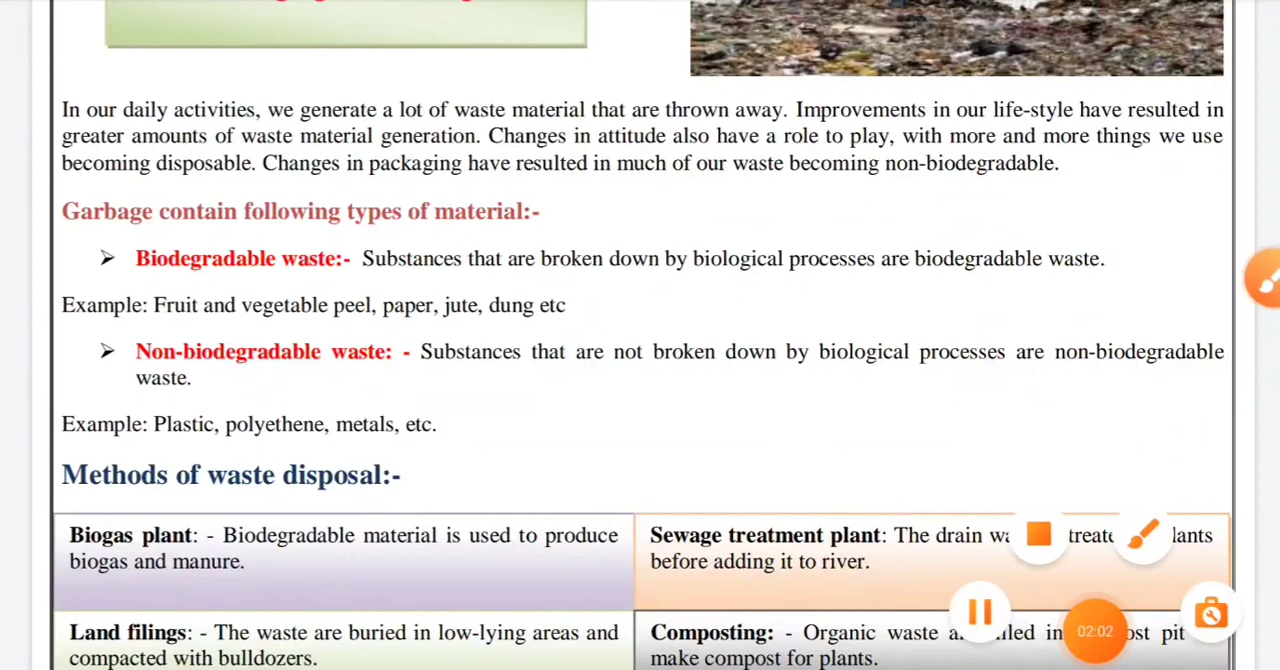 In our daily activities, we generate a lot of waste material that are thrown away. Improvements in our life-style have resulted in
greater amounts of waste material generation. Changes in attitude also have a role to play, with more and more things we use
becoming disposable. Changes in packaging have resulted in much of our waste becoming non-biodegradable.
Garbage contain following types of material:-
➢ Biodegradable waste:- Substances that are broken down by biological processes are biodegradable waste.
Example: Fruit and vegetable peel, paper, jute, dung etc
➢ Non-biodegradable waste: - Substances that are not broken down by biological processes are non-biodegradable
waste.
Example: Plastic, polyethene, metals, etc.
Methods of waste disposal:-
Biogas plant: - Biodegradable material is used to produce
biogas and manure.
Sewage treatment plant: The drain
before adding it to river.
Land filings: - The waste are buried in low-lying areas and
compacted with bulldozers.
Composting: - Organic waste in pit
make compost for plants.
02:02